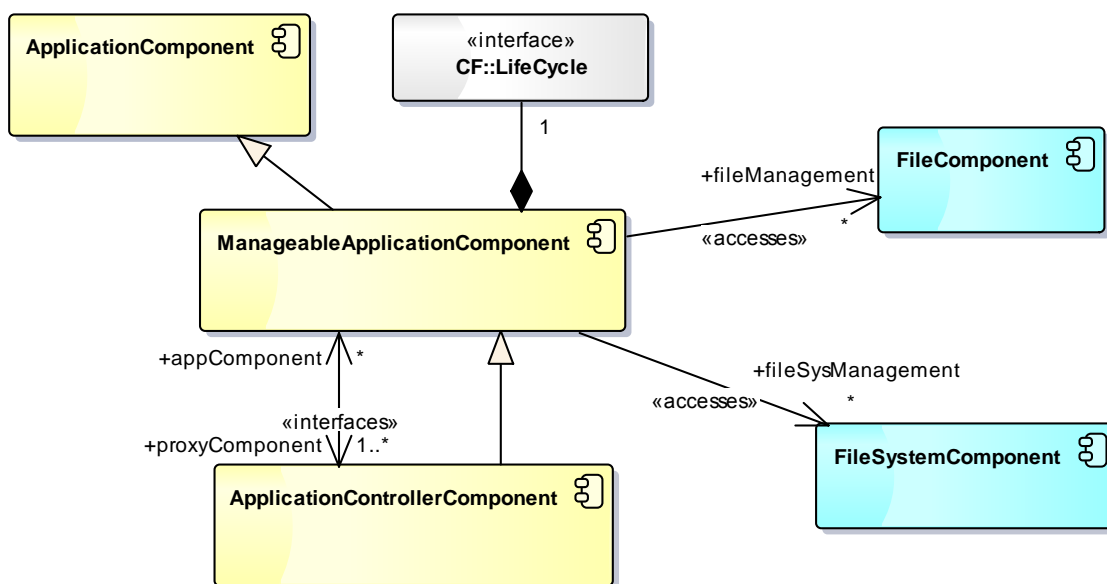 ApplicationComponent
«interface»
CF::LifeCycle
1
+fileManagement
FileComponent
*
«accesses»
ManageableApplicationComponent
+appComponent
*
+fileSysManagement
«accesses»
*
«interfaces»
+proxyComponent
1..*
FileSystemComponent
ApplicationControllerComponent